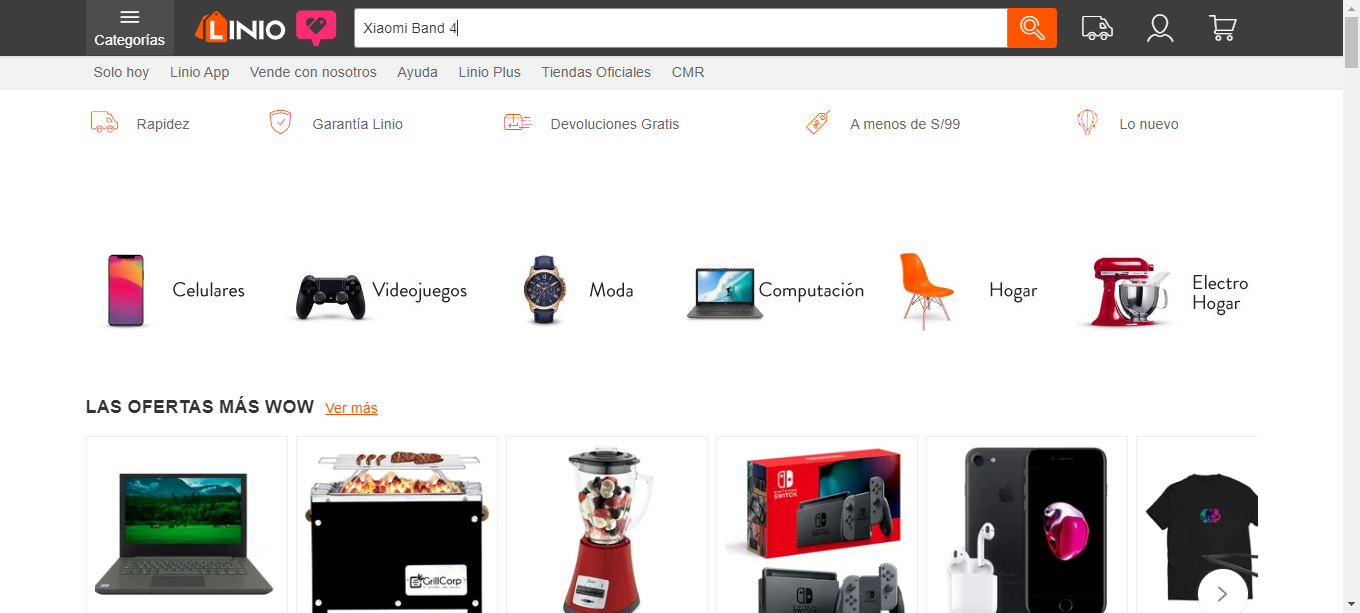 Categorías
LINIO
Xiaomi Band 4
Solo hoy
Linio App
Vende con nosotros
Ayuda
Linio Plus
Tiendas Oficiales
CMR
Rapidez
Garantía Linio
Devoluciones Gratis
A menos de S/99
Lo nuevo
Celulares
Videojuegos
Moda
Computación
Hogar
Electro
Hogar
LAS OFERTAS MÁS WOW Ver más
GrillCorp
NINTENDO
SWITCH